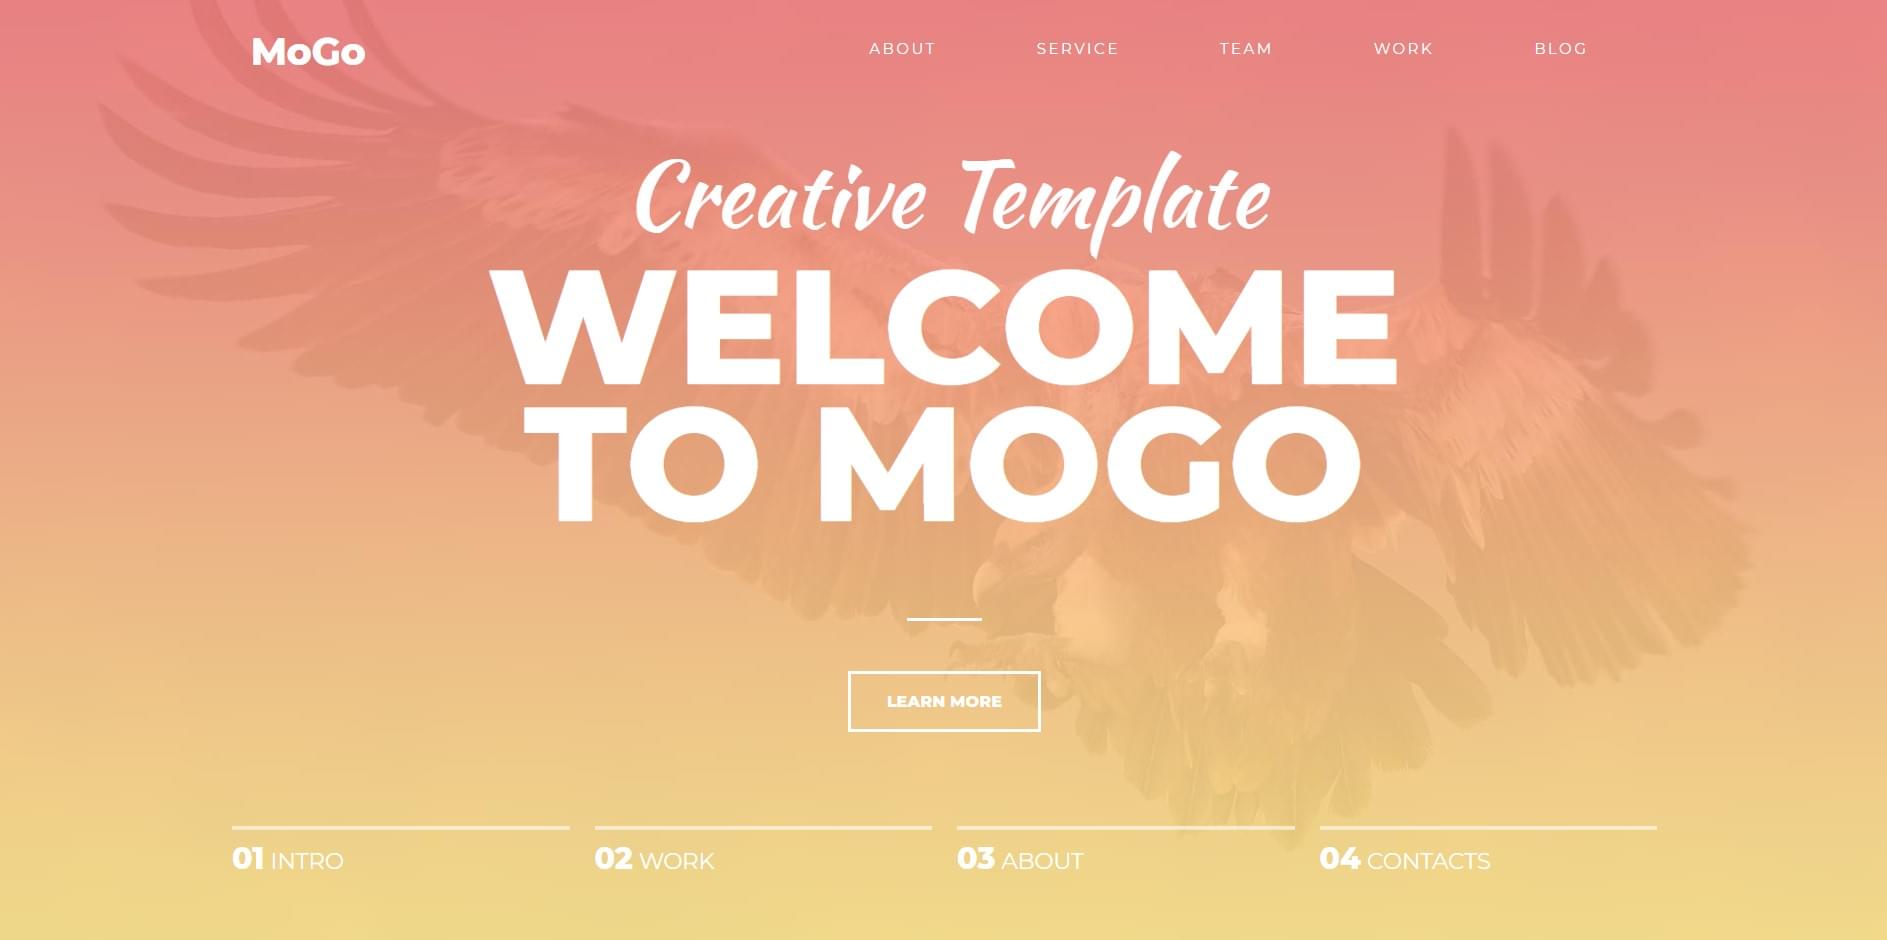 MoGo
ABOUT SERVICE TEAM WORK BLOG
Creative Template
WELCOME
TO MOGO
LEARN MORE
01 INTRO
02 WORK
03 ABOUT
04 CONTACTS